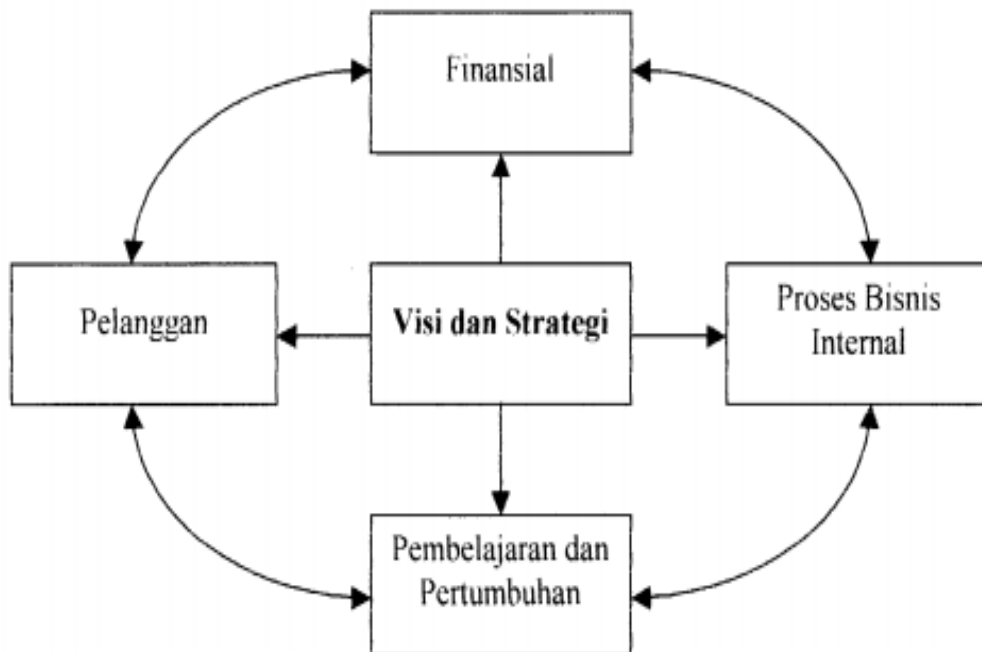 Finansial
Pelanggan
Visi dan Strategi
Proses Bisnis
Internal
Pembelajaran dan
Pertumbuhan